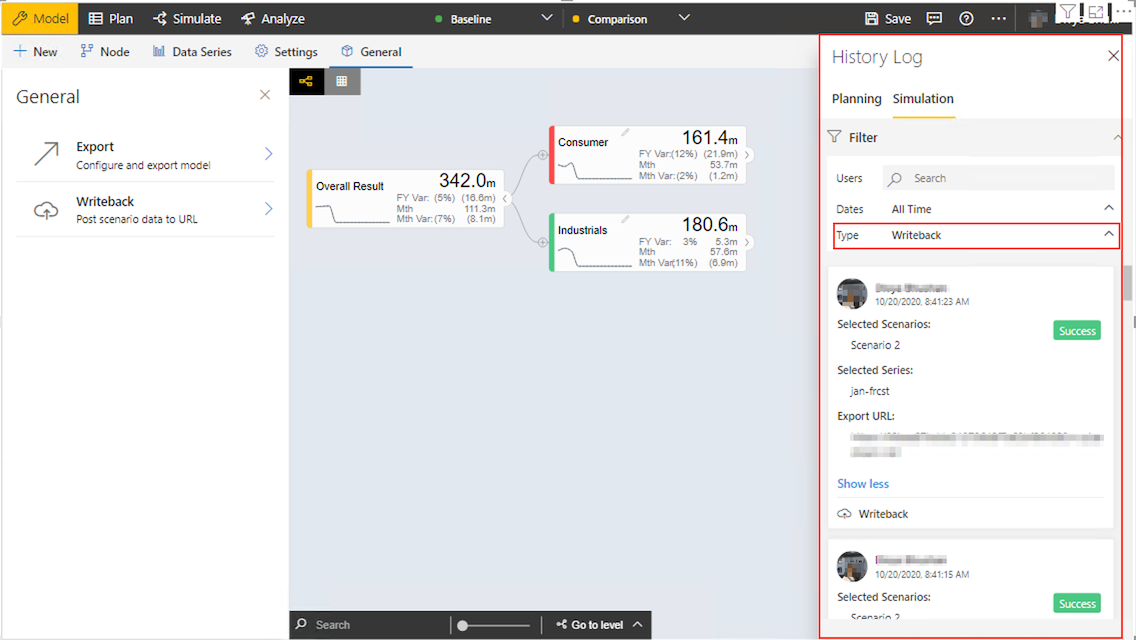 Model Plan Simulate Analyze Baseline Comparison Save
New Node Data Series Settings General
General
Export
Configure and export model
Writeback
Post scenario data to URL
Overall Result 342.0m
FY Var: (5%) (16.6m)
Mth 111.3m
Mth Var:(7%) (8.1m)
Consumer 161.4m
FY Var:(12%) (21.9m)
Mth 53.7m
Mth Var:(2%) (1.2m)
Industrials 180.6m
FY Var: 3% 5.3m
Mth 57.6m
Mth Var(11%) (6.9m)
Search Go to level
History Log
Planning Simulation
Filter
Users Search
Dates All Time
Type Writeback
10/20/2020, 8:41:23 AM
Selected Scenarios:
Success
Scenario 2
Selected Series:
jan-frcst
Export URL:
Show less
Writeback
10/20/2020, 8:41:15 AM
Selected Scenarios:
Success
Scenario 2